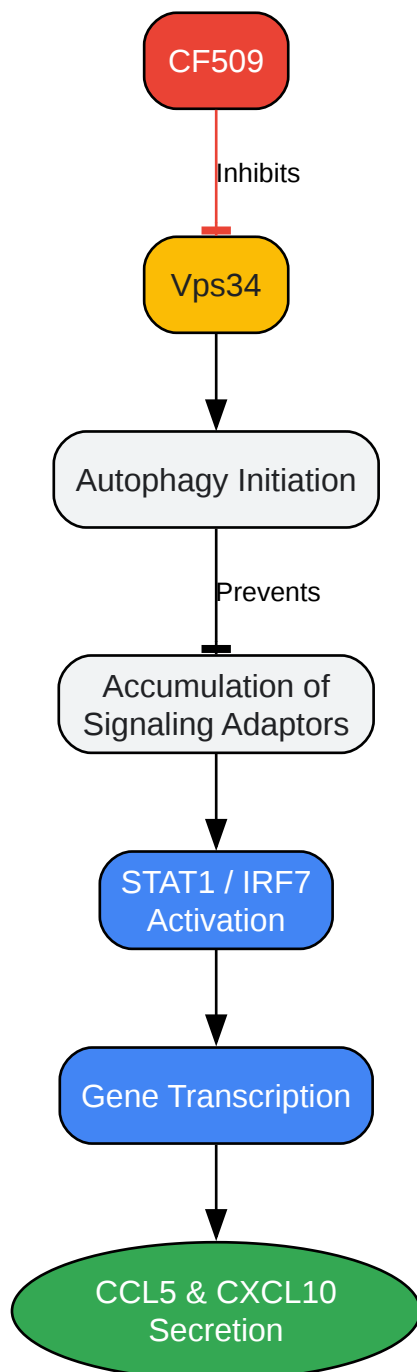 CF509
Inhibits
Vps34
Autophagy Initiation
Prevents
Accumulation of
Signaling Adaptors
STAT1 / IRF7
Activation
Gene Transcription
CCL5 & CXCL10
Secretion